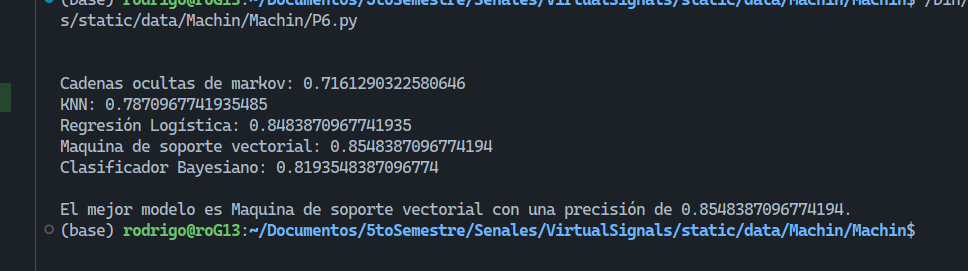 (base) rodrigo@roG13:~/Documentos/5toSemestre/Senales/VirtualSignals/static/data/Machin/Machin$ /bin/
s/static/data/Machin/Machin/P6.py
Cadenas ocultas de markov: 0.7161290322580646
KNN: 0.7870967741935485
Regresión Logística: 0.8483870967741935
Maquina de soporte vectorial: 0.8548387096774194
Clasificador Bayesiano: 0.8193548387096774
El mejor modelo es Maquina de soporte vectorial con una precisión de 0.8548387096774194.
(base) rodrigo@roG13:~/Documentos/5toSemestre/Senales/VirtualSignals/static/data/Machin/Machin$